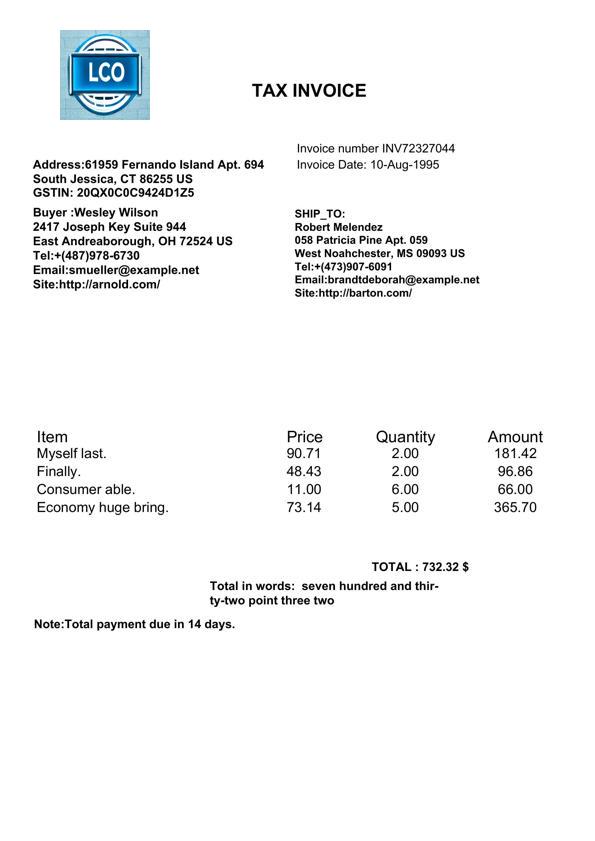 LCO
TAX INVOICE
Invoice number INV72327044
Invoice Date: 10-Aug-1995
Address:61959 Fernando Island Apt. 694
South Jessica, CT 86255 US
GSTIN: 20QX0C0C9424D1Z5
Buyer :Wesley Wilson
2417 Joseph Key Suite 944
East Andreaborough, OH 72524 US
Tel:+(487)978-6730
Email:smueller@example.net
Site:http://arnold.com/
SHIP_TO:
Robert Melendez
058 Patricia Pine Apt. 059
West Noahchester, MS 09093 US
Tel:+(473)907-6091
Email:brandtdeborah@example.net
Site:http://barton.com/
Item Price Quantity Amount
Myself last. 90.71 2.00 181.42
Finally. 48.43 2.00 96.86
Consumer able. 11.00 6.00 66.00
Economy huge bring. 73.14 5.00 365.70
TOTAL : 732.32 $
Total in words: seven hundred and thir-
ty-two point three two
Note:Total payment due in 14 days.